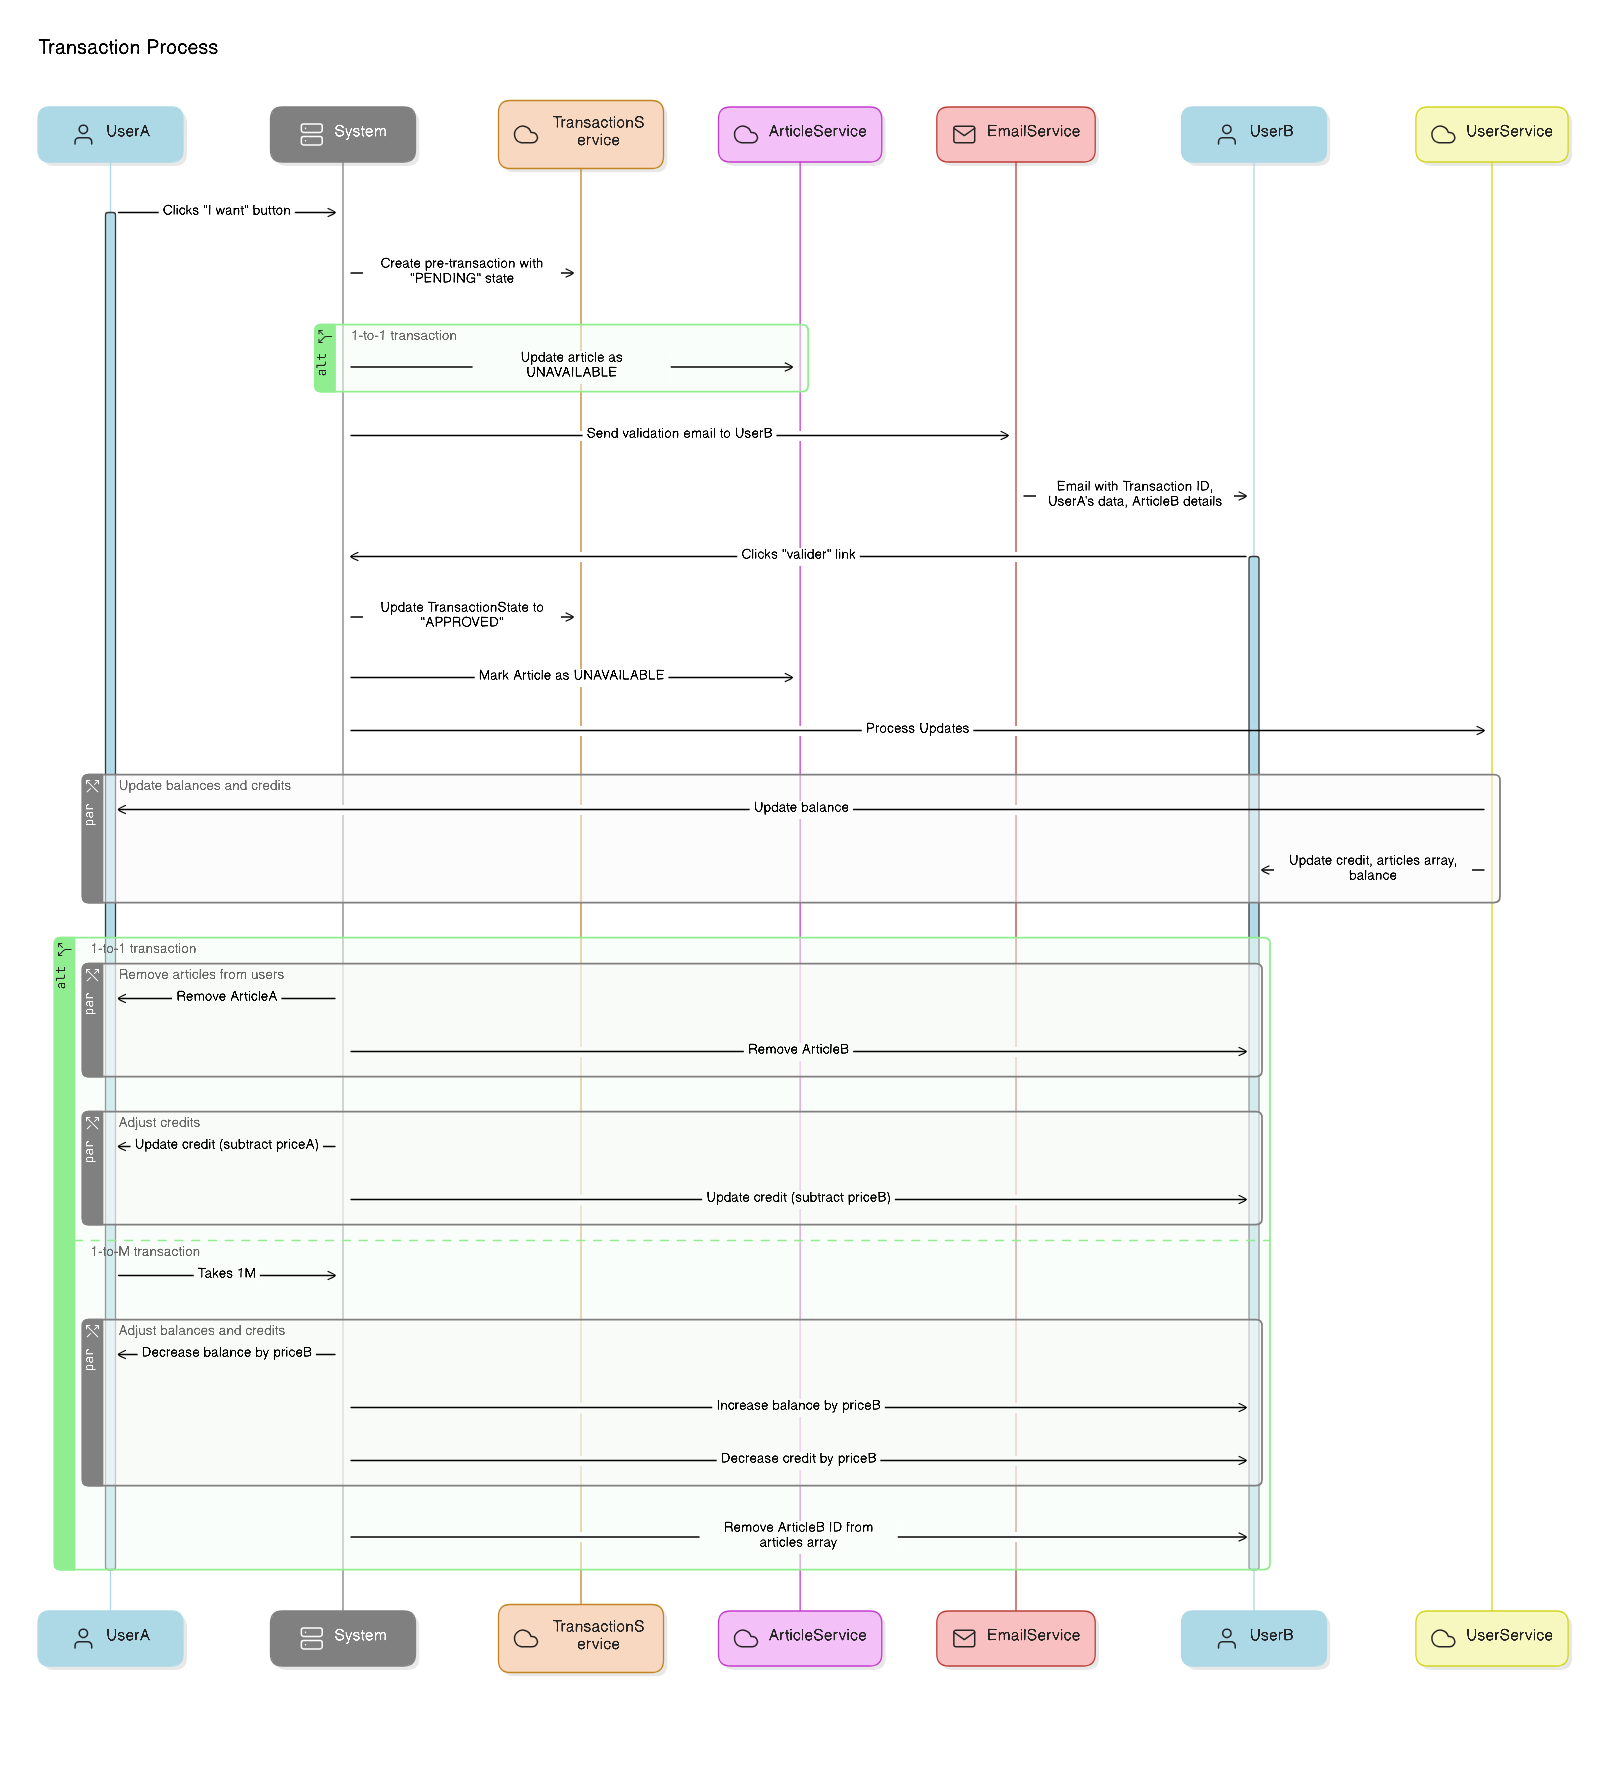 Transaction Process
UserA
System
TransactionS
ervice
ArticleService
EmailService
UserB
UserService
Clicks "I want" button
Create pre-transaction with
"PENDING" state
alt
1-to-1 transaction
Update article as
UNAVAILABLE
Send validation email to UserB
Email with Transaction ID,
UserA's data, ArticleB details
Clicks "valider" link
Update TransactionState to
"APPROVED"
Mark Article as UNAVAILABLE
Process Updates
par
Update balances and credits
Update balance
Update credit, articles array,
balance
alt
1-to-1 transaction
par
Remove articles from users
Remove ArticleA
Remove ArticleB
par
Adjust credits
Update credit (subtract priceA)
Update credit (subtract priceB)
1-to-M transaction
Takes 1M
par
Adjust balances and credits
Decrease balance by priceB
Increase balance by priceB
Decrease credit by priceB
Remove ArticleB ID from
articles array
UserA
System
TransactionS
ervice
ArticleService
EmailService
UserB
UserService